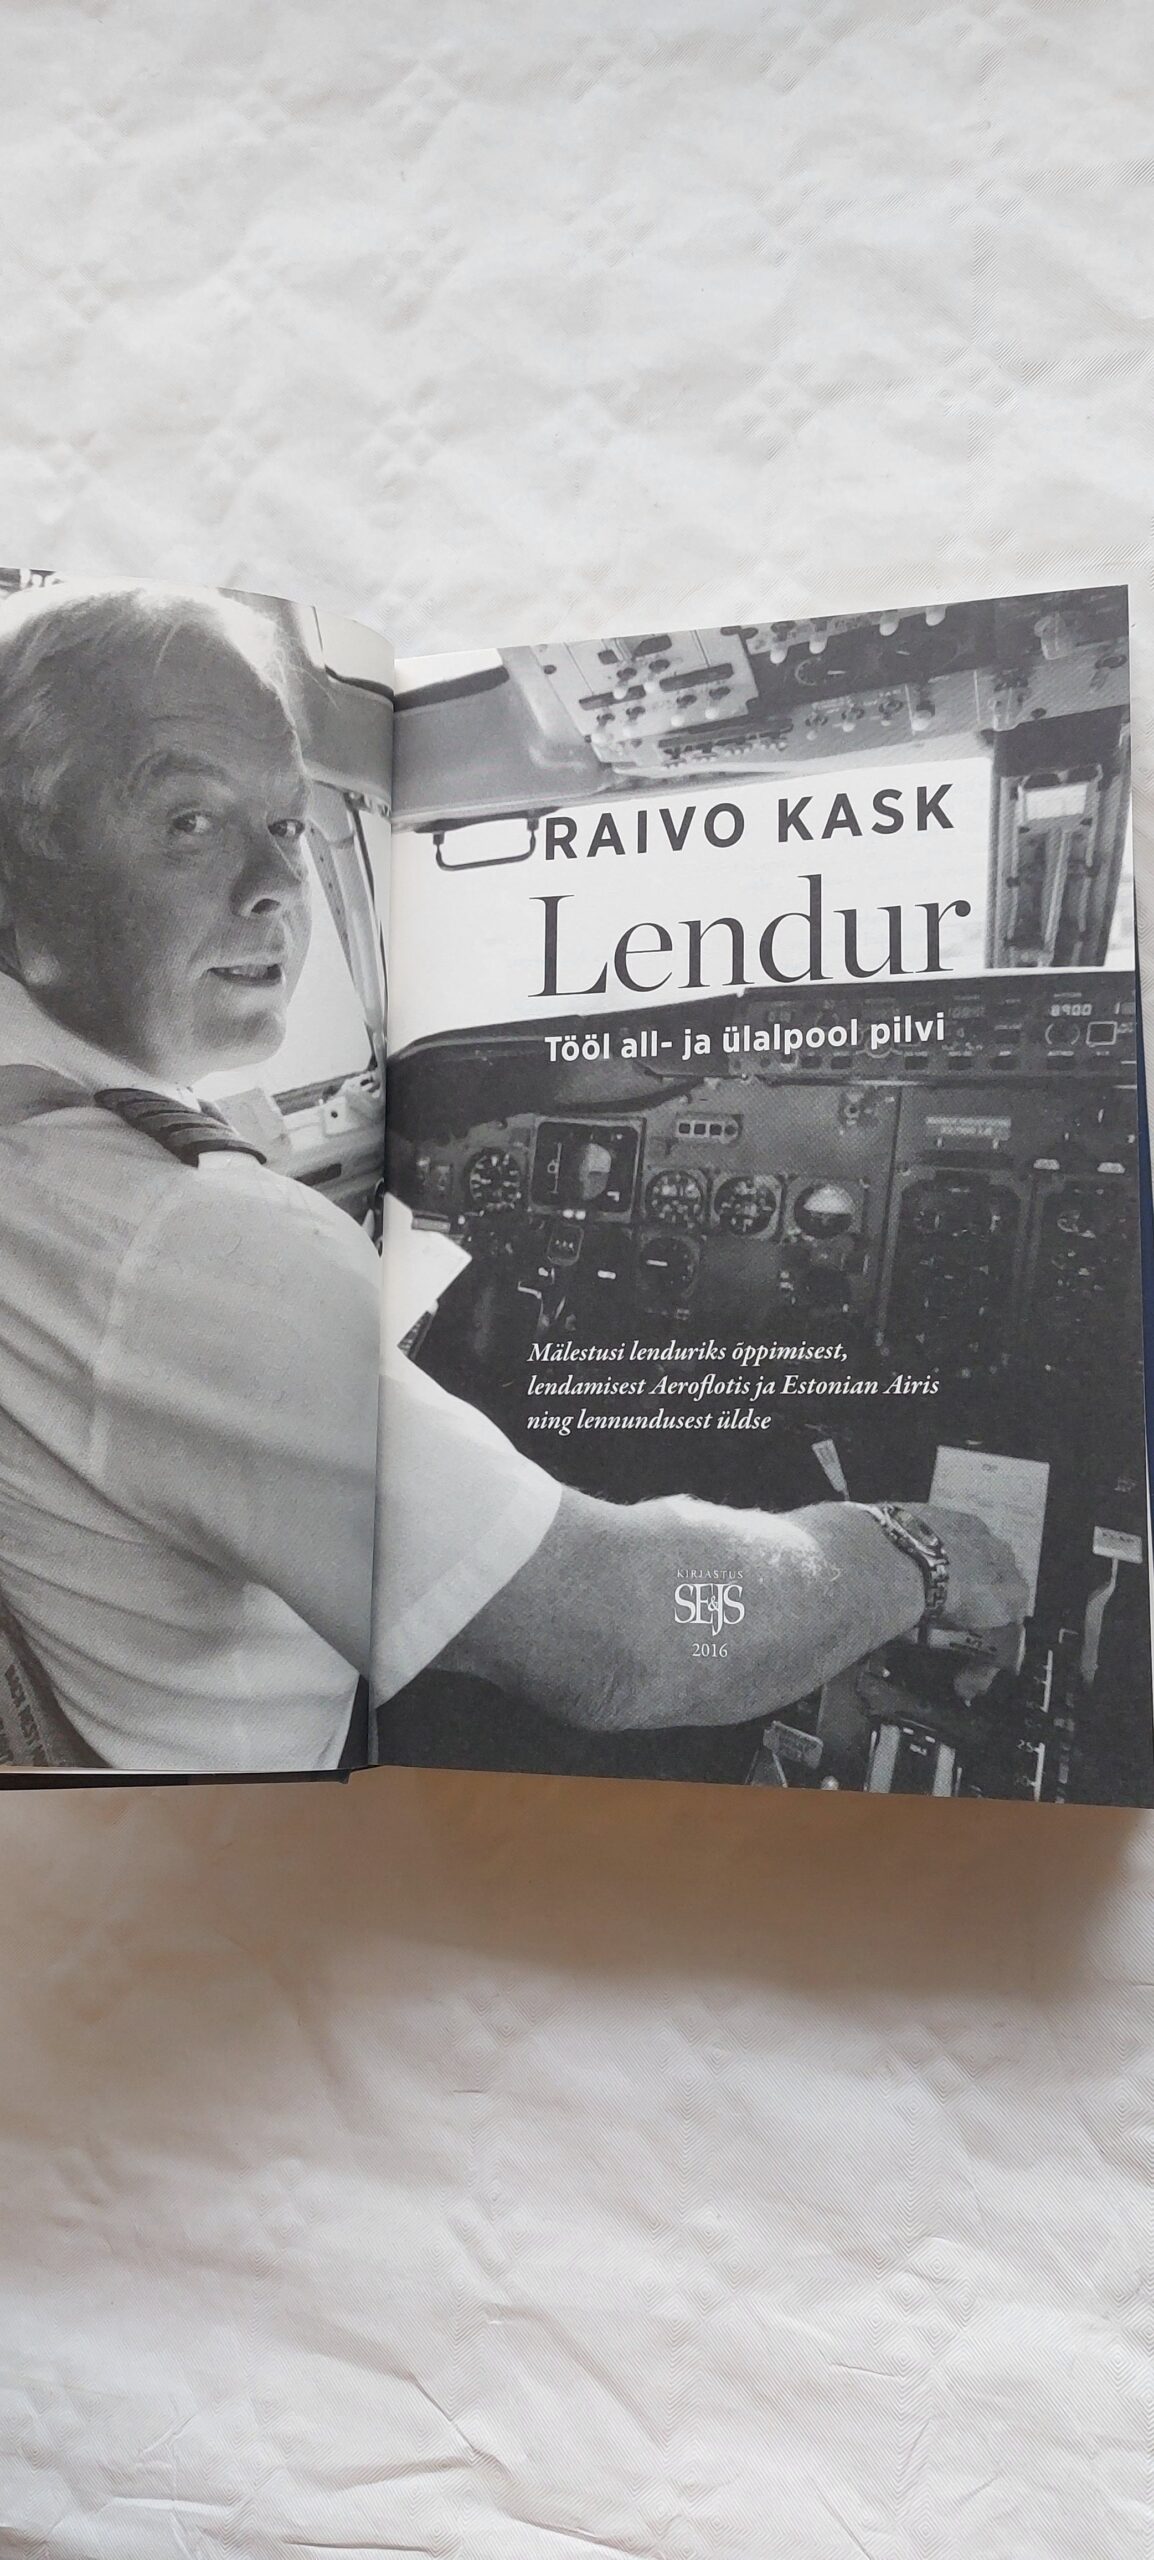 RAIVO KASK
Lendur
Tööl all- ja ülalpool pilvi
8900
Mälestusi lenduriks õppimisest,
lendamisest Aeroflotis ja Estonian Airis
ning lennundusest üldse
KIRJASTUS
SE&JS
2016